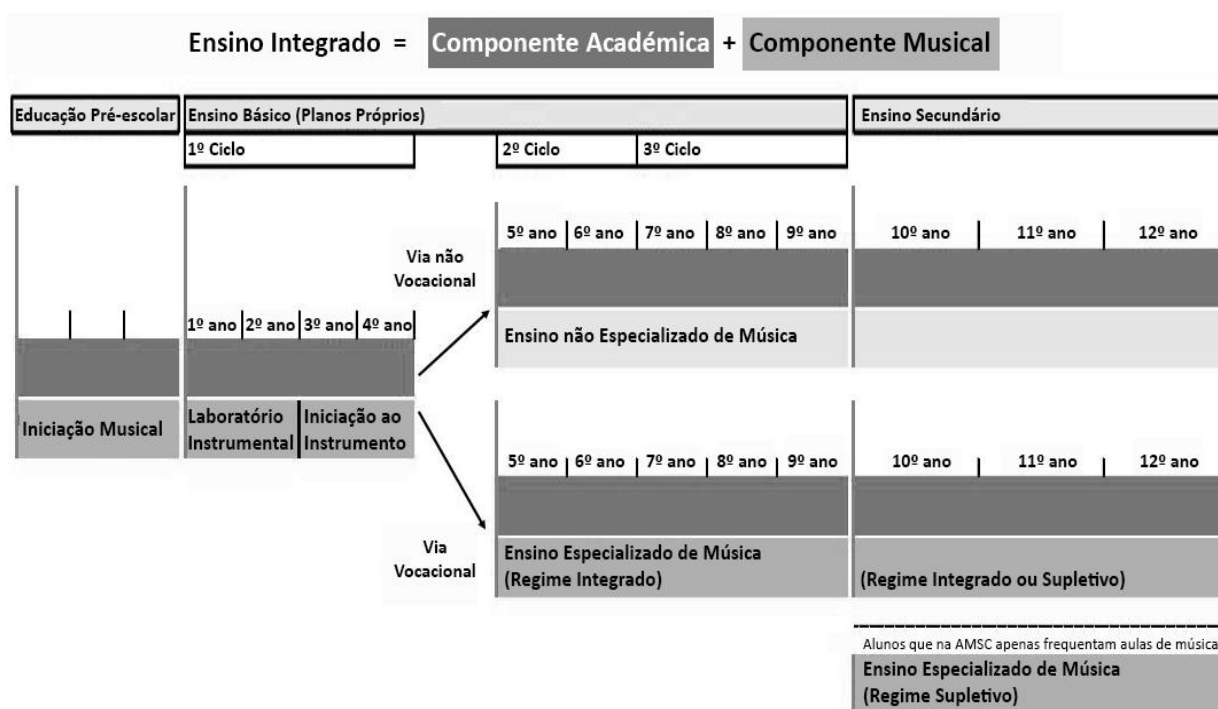 Ensino Integrado = Componente Académica + Componente Musical
Educação Pré-escolar
Ensino Básico (Planos Próprios)
Ensino Secundário
1º Ciclo
2º Ciclo
3º Ciclo
Via não
Vocacional
5º ano 6º ano 7º ano 8º ano 9º ano
10º ano 11º ano 12º ano
Ensino não Especializado de Música
1º ano 2º ano 3º ano 4º ano
Iniciação Musical
Laboratório
Instrumental
Iniciação ao
Instrumento
Via
Vocacional
5º ano 6º ano 7º ano 8º ano 9º ano
10º ano 11º ano 12º ano
Ensino Especializado de Música
(Regime Integrado)
(Regime Integrado ou Supletivo)
Alunos que na AMSC apenas frequentam aulas de música
Ensino Especializado de Música
(Regime Supletivo)